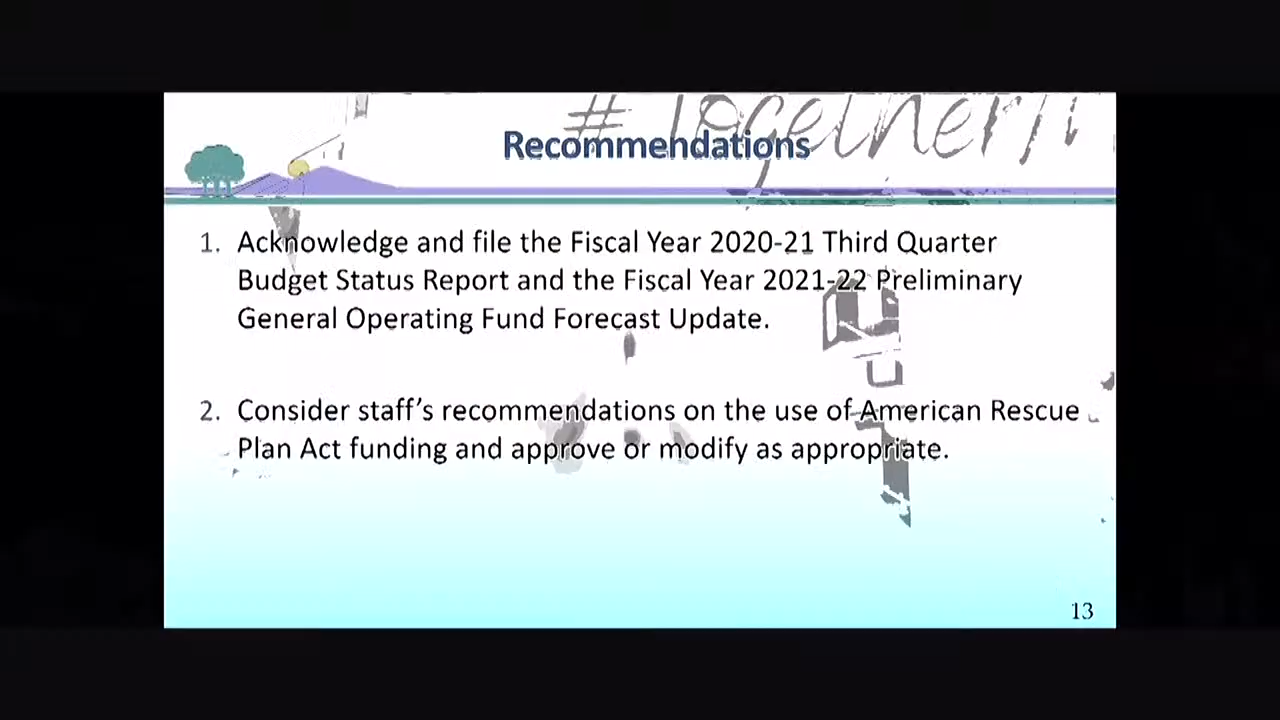 #TogetherI
Recommendations
1. Acknowledge and file the Fiscal Year 2020-21 Third Quarter
Budget Status Report and the Fiscal Year 2021-22 Preliminary
General Operating Fund Forecast Update.
2. Consider staff’s recommendations on the use of American Rescue
Plan Act funding and approve or modify as appropriate.
13